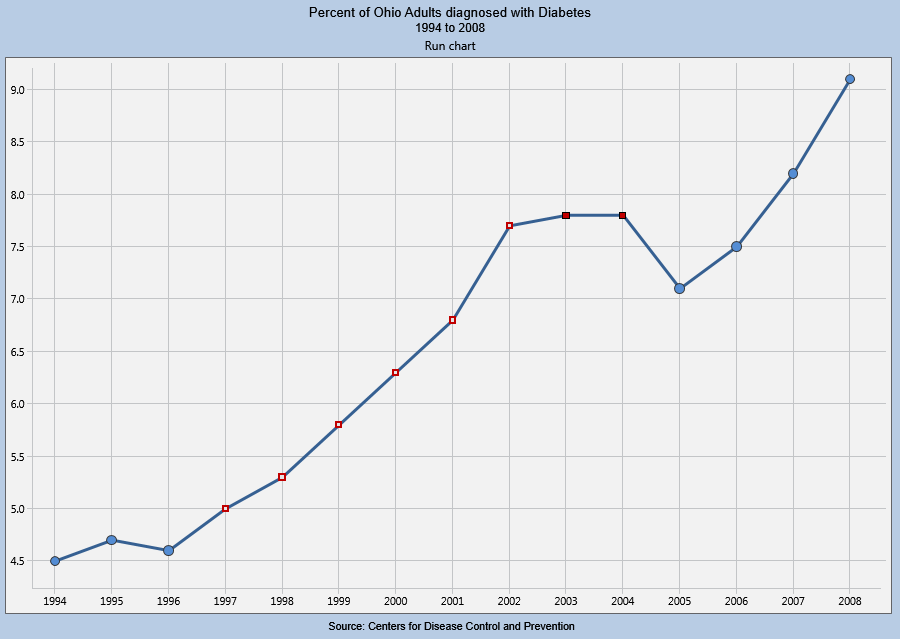 Percent of Ohio Adults diagnosed with Diabetes
1994 to 2008
Run chart
9.0
8.5
8.0
7.5
7.0
6.5
6.0
5.5
5.0
4.5
1994 1995 1996 1997 1998 1999 2000 2001 2002 2003 2004 2005 2006 2007 2008
Source: Centers for Disease Control and Prevention